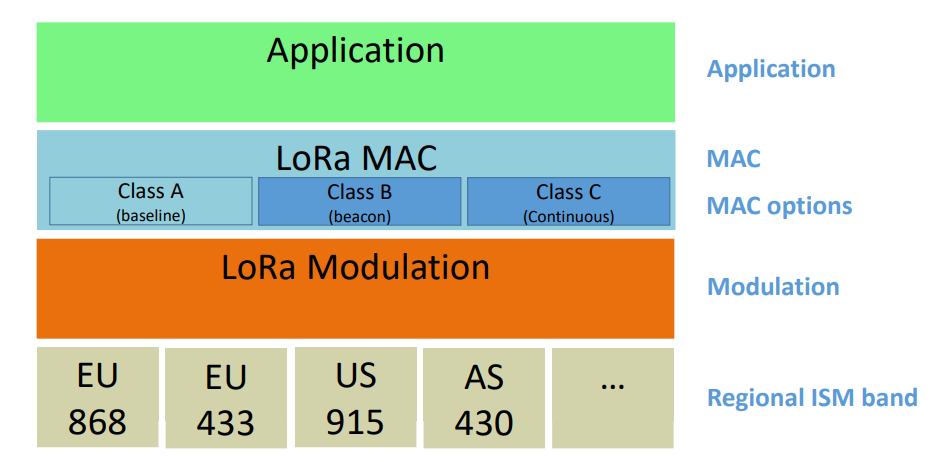 Application
Application
LoRa MAC
MAC
Class A
(baseline)
Class B
(beacon)
Class C
(Continuous)
MAC options
LoRa Modulation
Modulation
EU
868
EU
433
US
915
AS
430
...
Regional ISM band